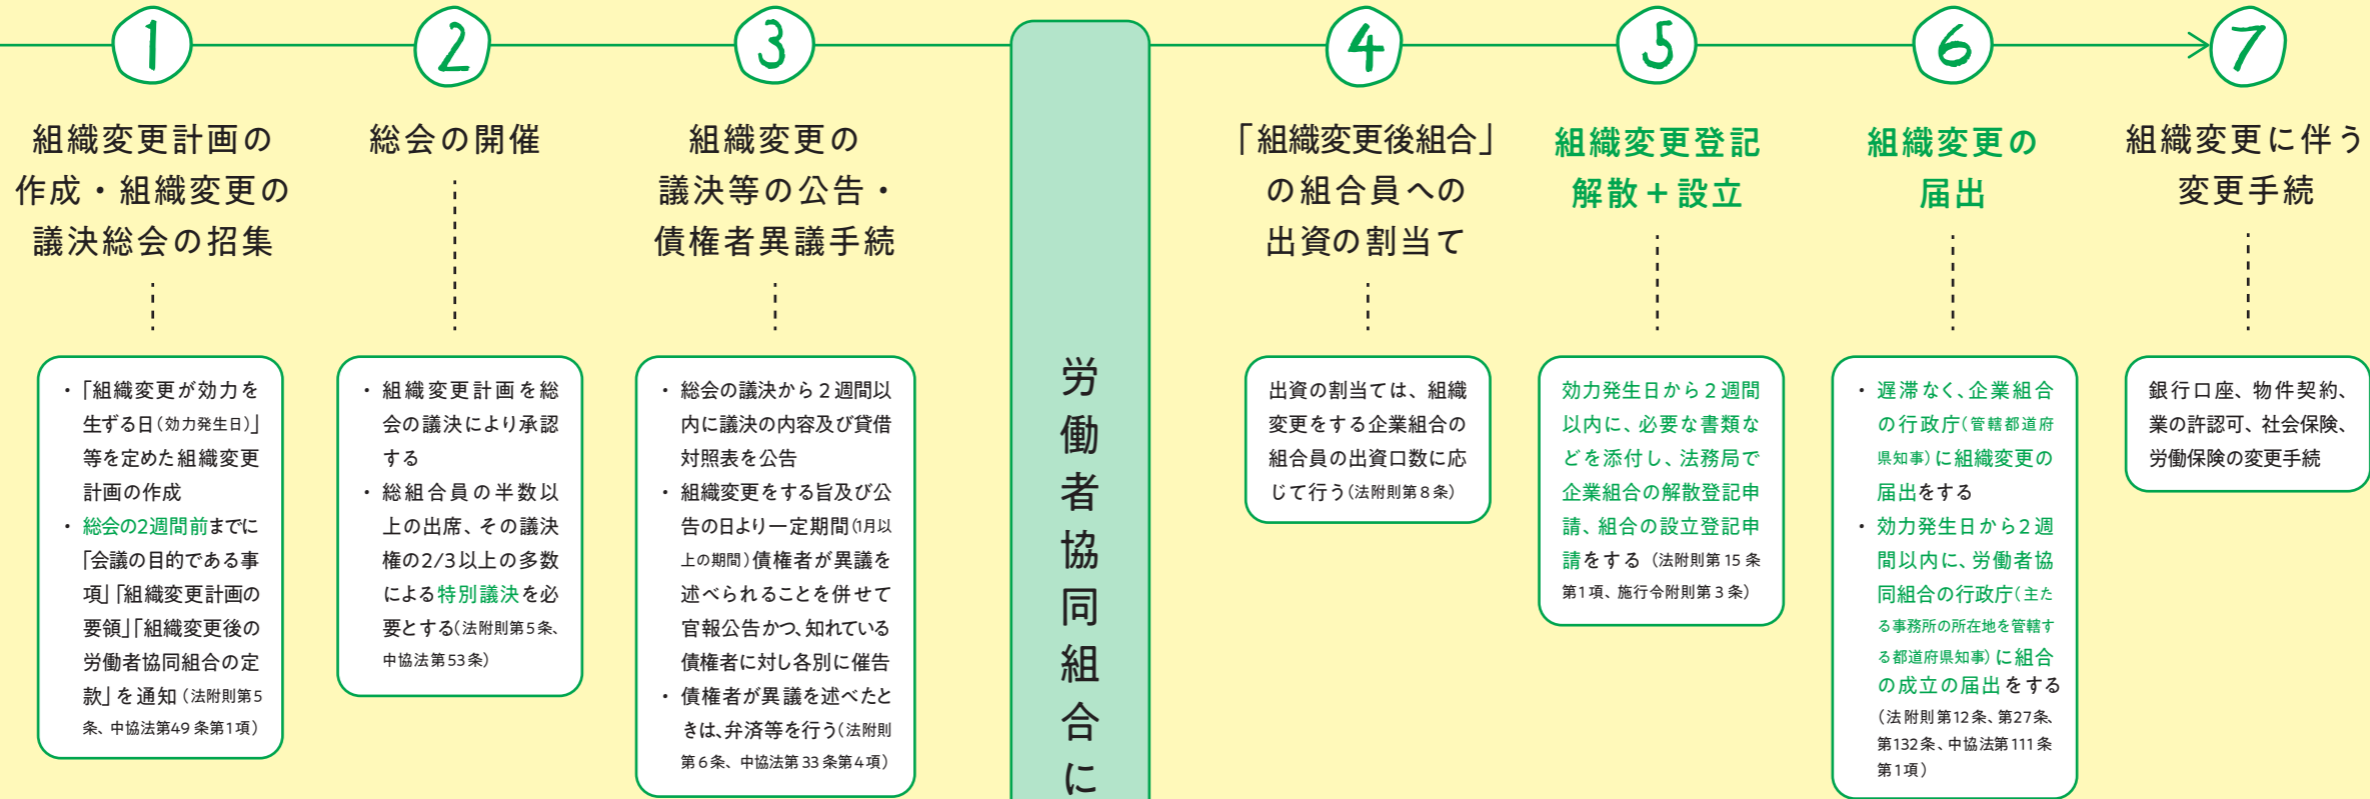 1
組織変更計画の
作成・組織変更の
議決総会の招集
・「組織変更が効力を
生ずる日(効力発生日)」
等を定めた組織変更
計画の作成
・総会の2週間前までに
「会議の目的である事
項」「組織変更計画の
要領」「組織変更後の
労働者協同組合の定
款」を通知(法附則第5
条、中協法第49条第1項)
2
総会の開催
・組織変更計画を総
会の議決により承認
する
・総組合員の半数以
上の出席、その議決
権の2/3以上の多数
による特別議決を必
要とする(法附則第5条、
中協法第53条)
3
組織変更の
議決等の公告・
債権者異議手続
・総会の議決から2週間以
内に議決の内容及び貸借
対照表を公告
・組織変更をする旨及び公
告の日より一定期間(1月以
上の期間)債権者が異議を
述べられることを併せて
官報公告かつ、知れている
債権者に対し各別に催告
・債権者が異議を述べたと
きは、弁済等を行う(法附則
第6条、中協法第33条第4項)
労働者協同組合に
4
「組織変更後組合」
の組合員への
出資の割当て
出資の割当ては、組織
変更をする企業組合の
組合員の出資口数に応
じて行う(法附則第8条)
5
組織変更登記
解散+設立
効力発生日から2週間
以内に、必要な書類な
どを添付し、法務局で
企業組合の解散登記申
請、組合の設立登記申
請をする(法附則第15条
第1項、施行令附則第3条)
6
組織変更の
届出
・遅滞なく、企業組合
の行政庁(管轄都道府
県知事)に組織変更の
届出をする
・効力発生日から2週
間以内に、労働者協
同組合の行政庁(主た
る事務所の所在地を管轄す
る都道府県知事)に組合
の成立の届出をする
(法附則第12条、第27条、
第132条、中協法第111条
第1項)
7
組織変更に伴う
変更手続
銀行口座、物件契約、
業の許認可、社会保険、
労働保険の変更手続